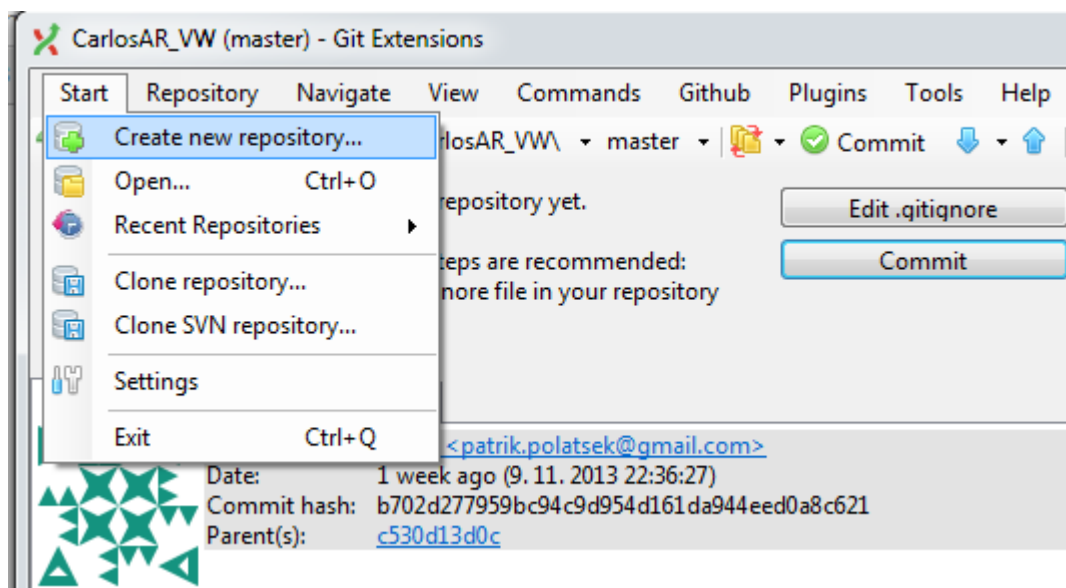 CarlosAR_VW (master) - Git Extensions
Start Repository Navigate View Commands Github Plugins Tools Help
Create new repository...
rlosAR_VW\ master Commit
Open... Ctrl+O
repository yet.
Edit .gitignore
Recent Repositories
teps are recommended:
Commit
Clone repository...
nore file in your repository
Clone SVN repository...
Settings
Exit Ctrl+Q
<patrik.polatsek@gmail.com>
Date: 1 week ago (9. 11. 2013 22:36:27)
Commit hash: b702d277959bc94c9d954d161da944eed0a8c621
Parent(s): c530d13d0c